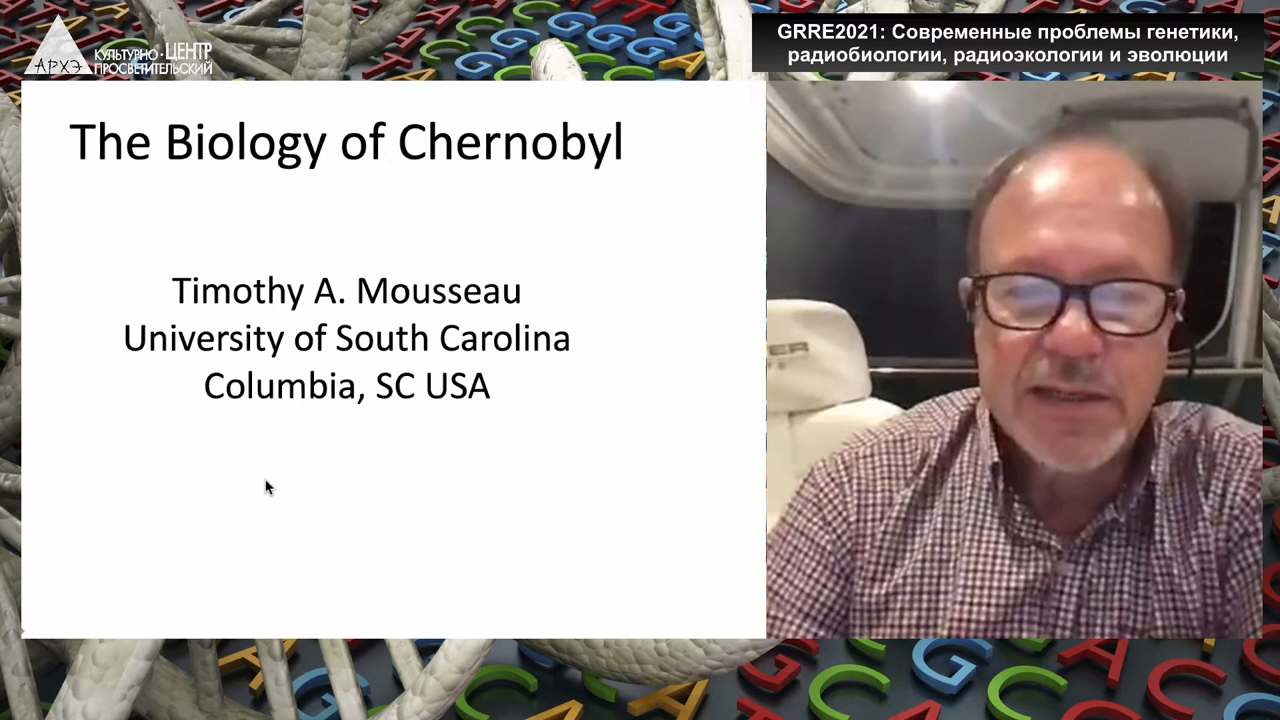 АРХЭ
КУЛЬТУРНО-ЦЕНТР
ПРОСВЕТИТЕЛЬСКИЙ
GRRE2021: Современные проблемы генетики,
радиобиологии, радиоэкологии и эволюции
The Biology of Chernobyl
Timothy A. Mousseau
University of South Carolina
Columbia, SC USA